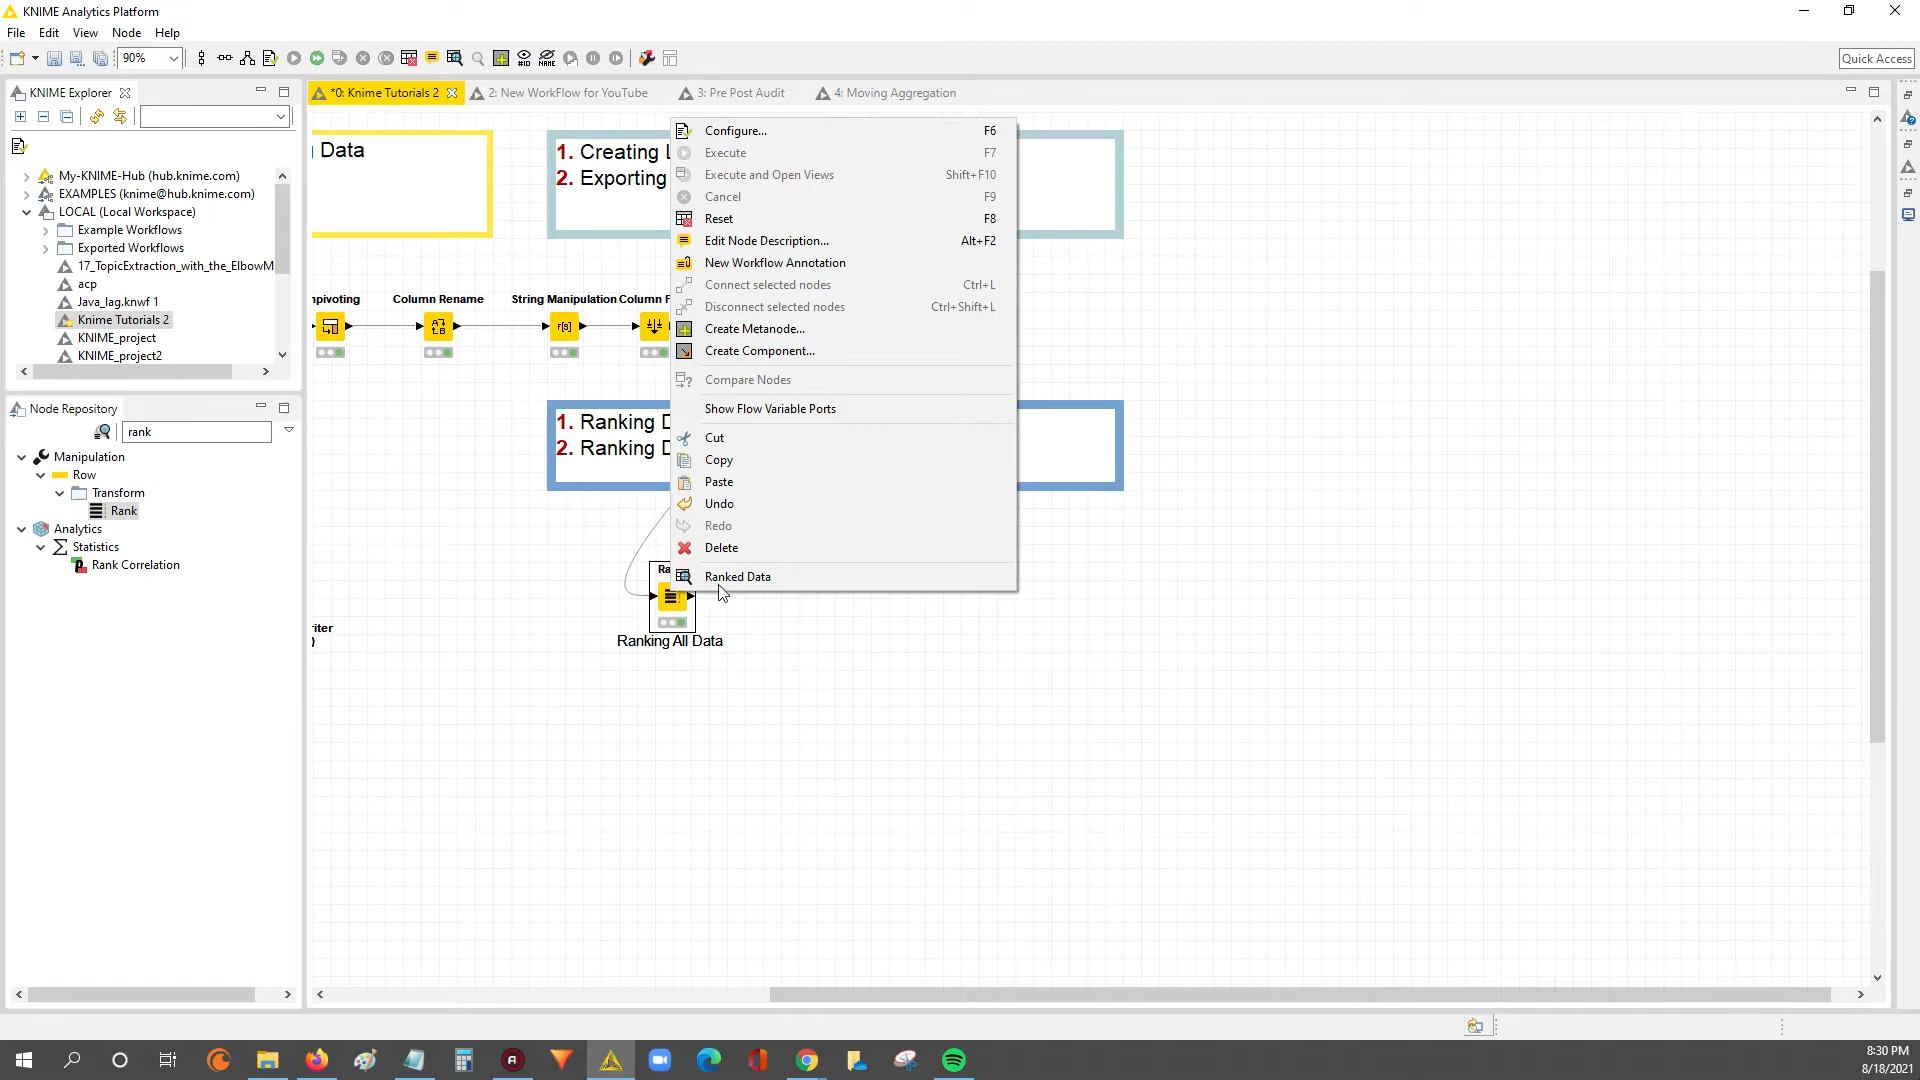 KNIME Analytics Platform
File Edit View Node Help
90%
Quick Access
KNIME Explorer
My-KNIME-Hub (hub.knime.com)
EXAMPLES (knime@hub.knime.com)
LOCAL (Local Workspace)
Example Workflows
Exported Workflows
17_TopicExtraction_with_the_ElbowM
acp
Java_lag.knwf 1
Knime Tutorials 2
KNIME_project
KNIME_project2
Node Repository
rank
Manipulation
Row
Transform
Rank
Analytics
Statistics
Rank Correlation
*0: Knime Tutorials 2
2: New WorkFlow for YouTube
3: Pre Post Audit
4: Moving Aggregation
Data
1. Creating L
2. Exporting
npivoting
Column Rename
String Manipulation
Column F
1. Ranking D
2. Ranking D
Ra
Ranking All Data
iter
)
Configure... F6
Execute F7
Execute and Open Views Shift+F10
Cancel F9
Reset F8
Edit Node Description... Alt+F2
New Workflow Annotation
Connect selected nodes Ctrl+L
Disconnect selected nodes Ctrl+Shift+L
Create Metanode...
Create Component...
Compare Nodes
Show Flow Variable Ports
Cut
Copy
Paste
Undo
Redo
Delete
Ranked Data
8:30 PM
8/18/2021